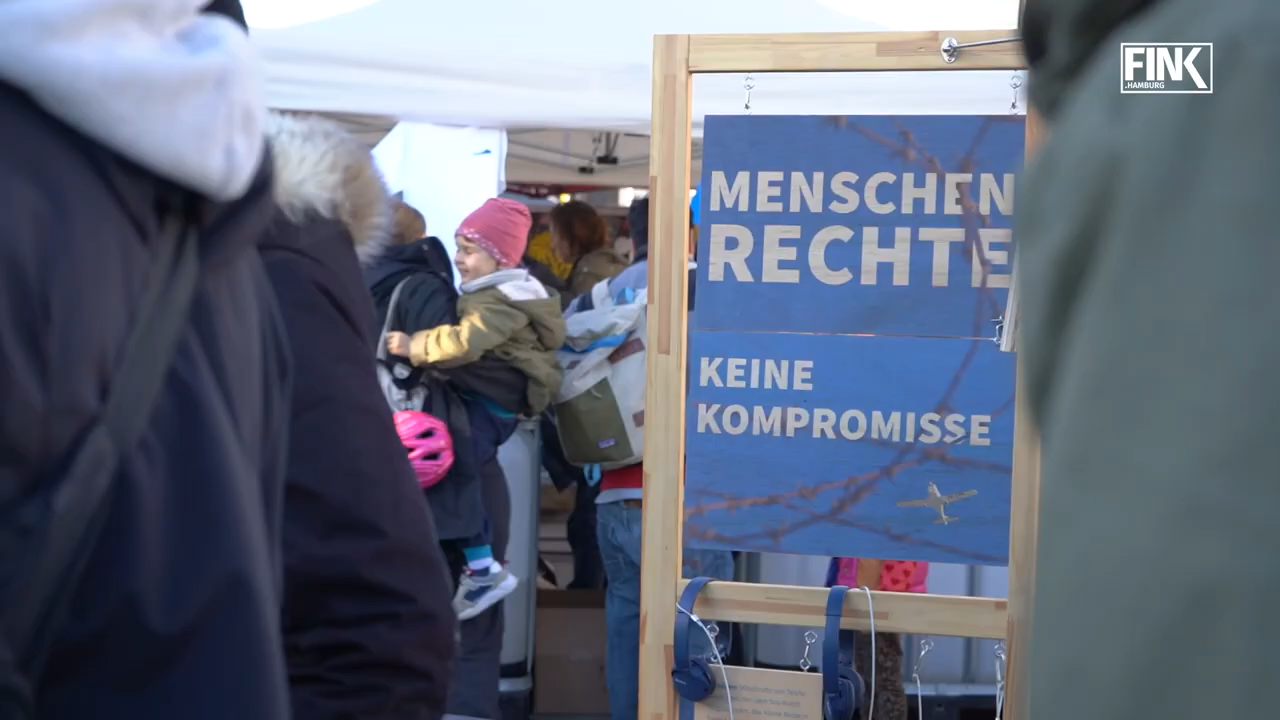 FINK
.HAMBURG
MENSCHEN
RECHTE
KEINE
KOMPROMISSE